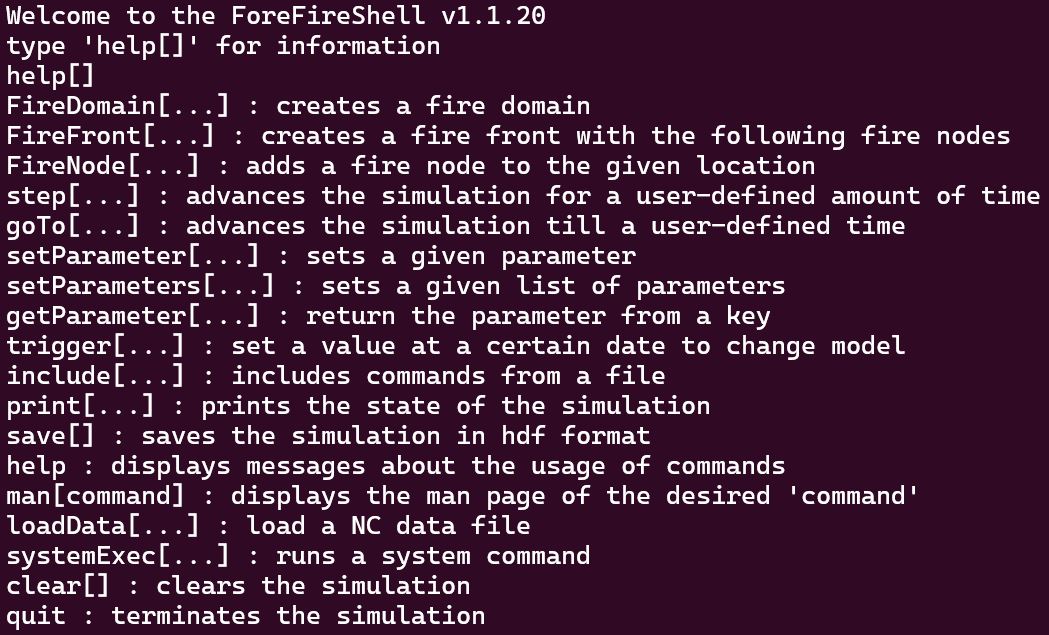 Welcome to the ForeFireShell v1.1.20
type 'help[]' for information
help[]
FireDomain[...] : creates a fire domain
FireFront[...] : creates a fire front with the following fire nodes
FireNode[...] : adds a fire node to the given location
step[...] : advances the simulation for a user-defined amount of time
goTo[...] : advances the simulation till a user-defined time
setParameter[...] : sets a given parameter
setParameters[...] : sets a given list of parameters
getParameter[...] : return the parameter from a key
trigger[...] : set a value at a certain date to change model
include[...] : includes commands from a file
print[...] : prints the state of the simulation
save[] : saves the simulation in hdf format
help : displays messages about the usage of commands
man[command] : displays the man page of the desired 'command'
loadData[...] : load a NC data file
systemExec[...] : runs a system command
clear[] : clears the simulation
quit : terminates the simulation